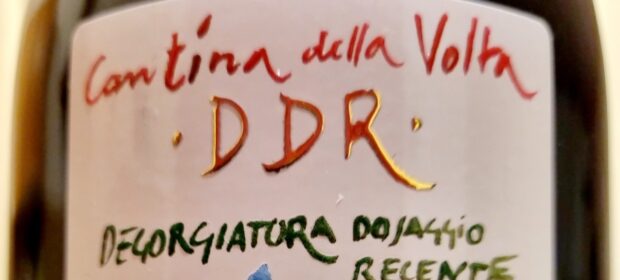 Cantina della Volta
·DDR·
DEGORGIATURA DOSAGGIO
RECENTE